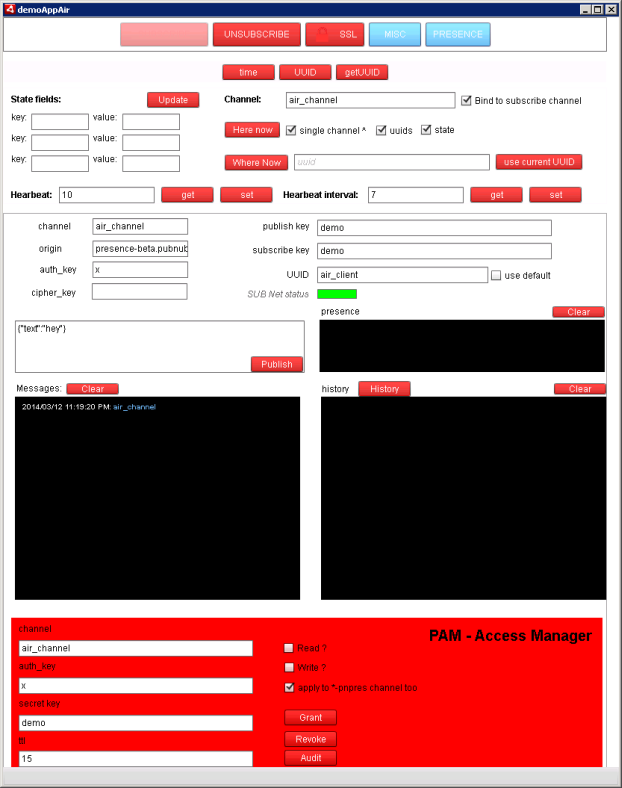 demoAppAir
UNSUBSCRIBE SSL MISC PRESENCE
time UUID getUUID
State fields: Update Channel: air_channel Bind to subscribe channel
key: value:
Here now single channel ^ uuids state
key: value:
key: value: Where Now uuid use current UUID
Hearbeat: 10 get set Hearbeat interval: 7 get set
channel air_channel publish key demo
origin presence-beta.pubnub subscribe key demo
auth_key x UUID air_client use default
cipher_key SUB Net status
presence Clear
{"text":"hey"}
Publish
Messages: Clear history History Clear
2014/03/12 11:19:20 PM: air_channel
channel PAM - Access Manager
air_channel Read ?
auth_key Write ?
x apply to *-pnpres channel too
secret key
demo Grant
ttl Revoke
15 Audit